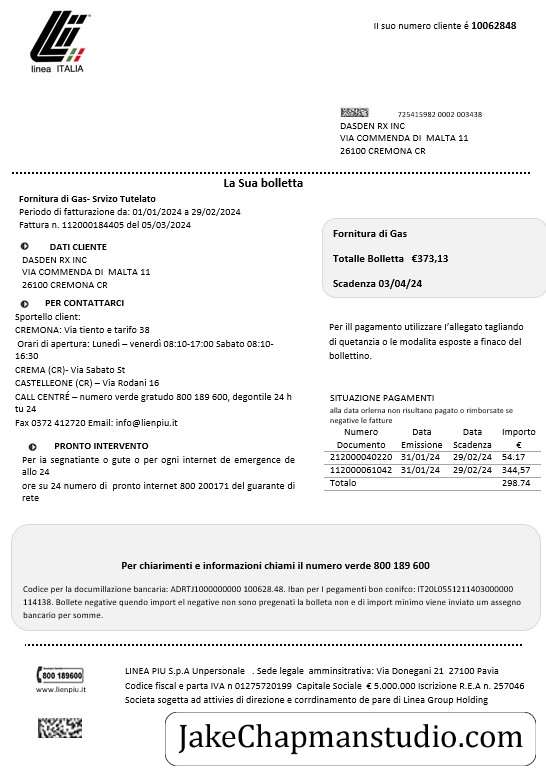 linea ITALIA
Il suo numero cliente é 10062848
725415982 0002 003438
DASDEN RX INC
VIA COMMENDA DI MALTA 11
26100 CREMONA CR
La Sua bolletta
Fornitura di Gas- Srvizo Tutelato
Periodo di fatturazione da: 01/01/2024 a 29/02/2024
Fattura n. 112000184405 del 05/03/2024
Fornitura di Gas
Totalle Bolletta €373,13
Scadenza 03/04/24
DATI CLIENTE
DASDEN RX INC
VIA COMMENDA DI MALTA 11
26100 CREMONA CR
PER CONTATTARCI
Sportello client:
CREMONA: Via tiento e tarifo 38
Orari di apertura: Lunedì – venerdì 08:10-17:00 Sabato 08:10-
16:30
CREMA (CR)- Via Sabato St
CASTELLEONE (CR) – Via Rodani 16
CALL CENTRÉ – numero verde gratudo 800 189 600, degontile 24 h
tu 24
Fax 0372 412720 Email: info@lienpiu.it
Per ill pagamento utilizzare l'allegato tagliando
di quetanzia o le modalita esposte a finaco del
bollettino.
SITUAZIONE PAGAMENTI
alla data orlerna non risultano pagato o rimborsate se
negative le fatture
Numero Data Data Importo
Documento Emissione Scadenza €
212000040220 31/01/24 29/02/24 54.17
112000061042 31/01/24 29/02/24 344,57
Totalo 298.74
PRONTO INTERVENTO
Per ia segnatiante o gute o per ogni internet de emergence de
allo 24
ore su 24 numero di pronto internet 800 200171 del guarante di
rete
Per chiarimenti e informazioni chiami il numero verde 800 189 600
Codice per la documillazione bancaria: ADRTJ1000000000 100628.48. Iban per I pegamenti bon conifco: IT20L0551211403000000
114138. Bollete negative quendo import el negative non sono pregenati la bolleta non e di import minimo viene inviato um assegno
bancario per somme.
800 189600
www.lienpiu.it
LINEA PIU S.p.A Unpersonale . Sede legale amminsitrativa: Via Donegani 21 27100 Pavia
Codice fiscal e parta IVA n 01275720199 Capitale Sociale € 5.000.000 Iscrizione R.E.A n. 257046
Societa sogetta ad attivies di direzione e corrdinamento de pare di Linea Group Holding
JakeChapmanstudio.com